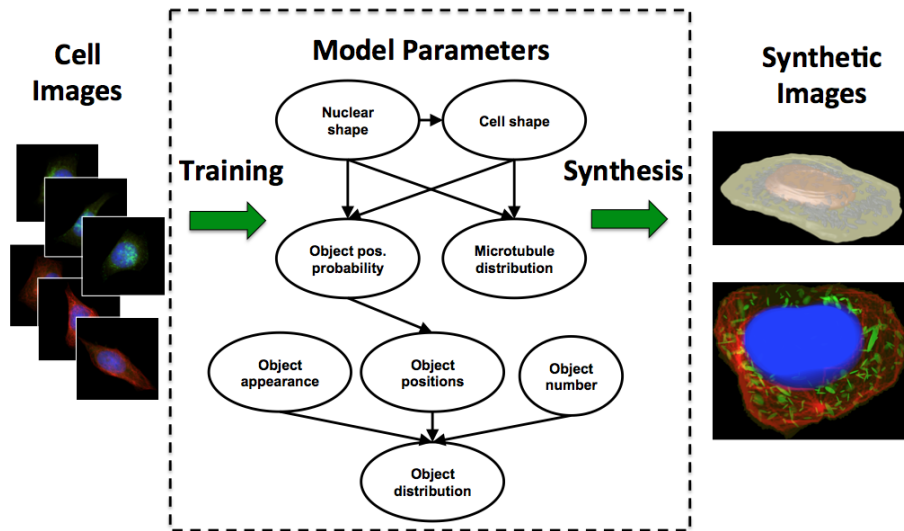 Cell
Images
Model Parameters
Synthetic
Images
Nuclear
shape
Cell shape
Training
Synthesis
Object pos.
probability
Microtubule
distribution
Object
appearance
Object
positions
Object
number
Object
distribution